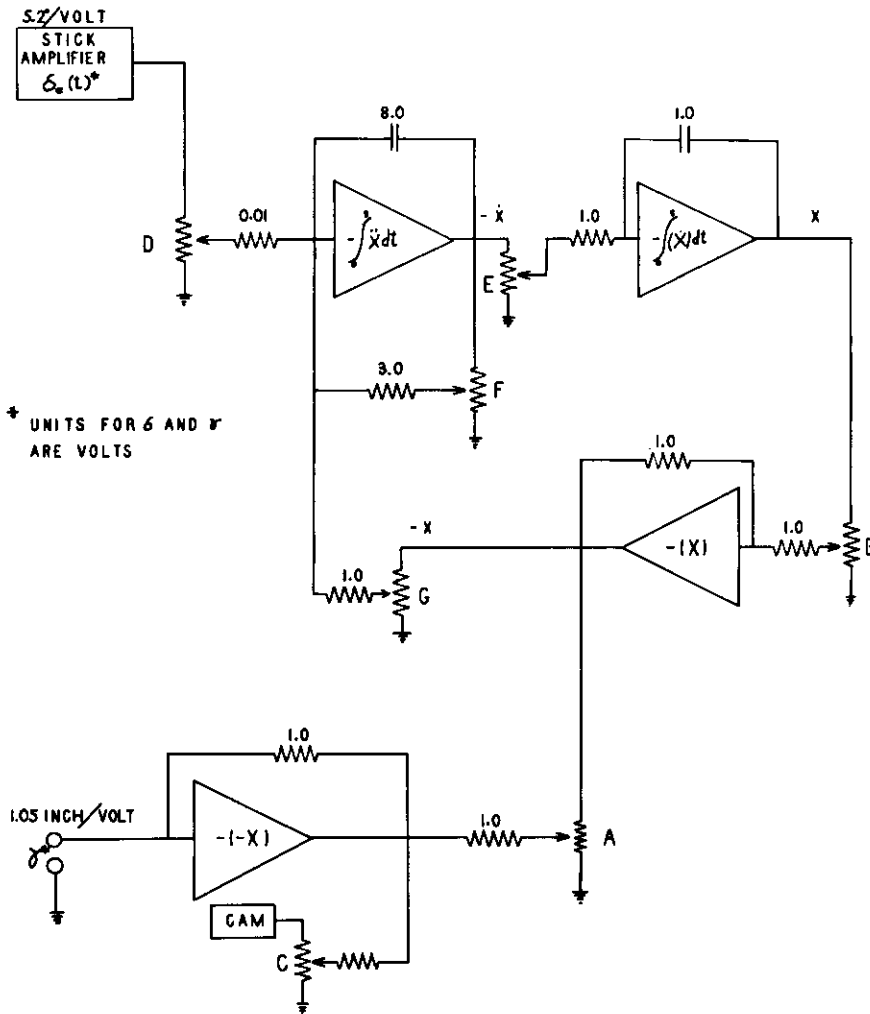 5.2/VOLT
STICK
AMPLIFIER
δₑ(t)*
8.0
1.0
0.01
- ∫ ẍ dt
- ẋ
1.0
- ∫ (ẋ) dt
X
D
E
3.0
F
* UNITS FOR δ AND γ
ARE VOLTS
1.0
- X
-(X)
1.0
1.0
G
1.0
1.05 INCH/VOLT
γ
-(-X)
1.0
A
CAM
C